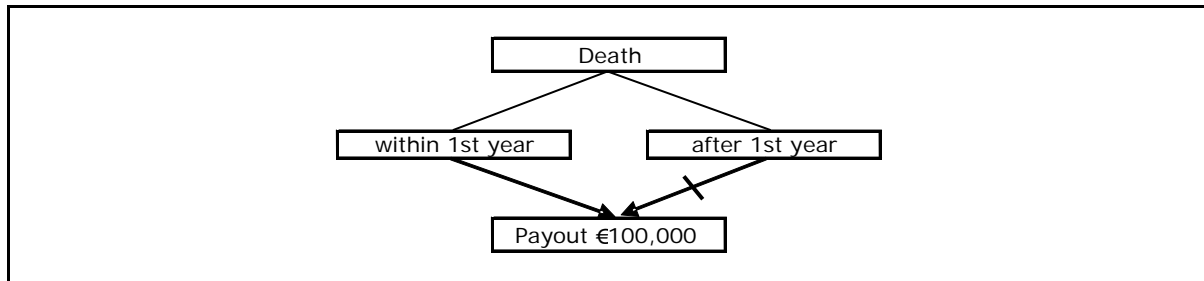 Death
within 1st year
after 1st year
Payout €100,000